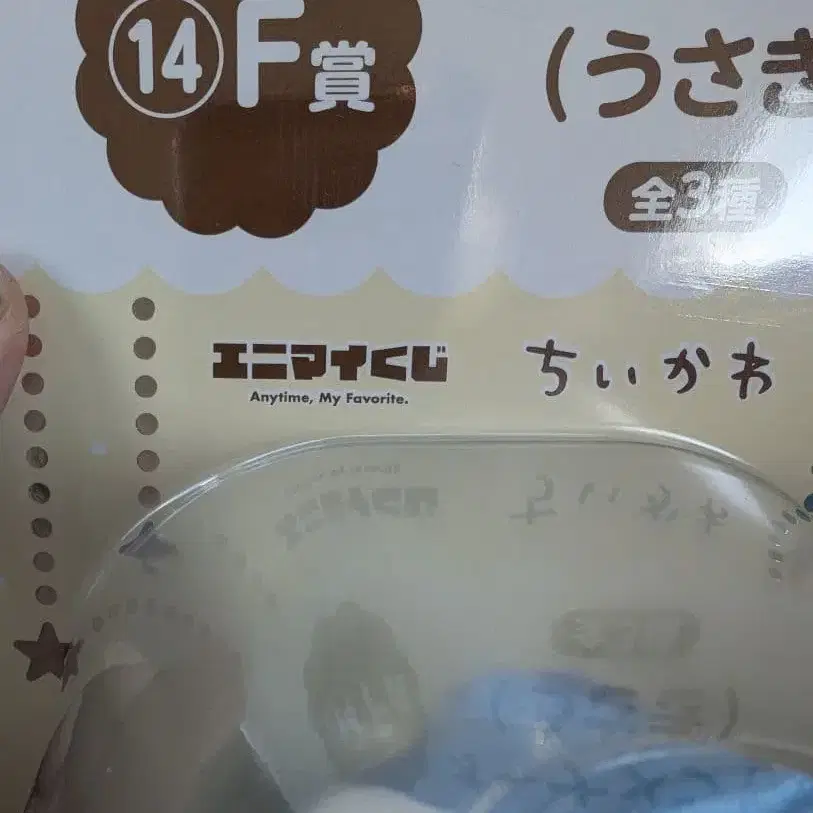 ⑭F賞
(うさぎ
全3種
エニマイくじ ちいかわ
Anytime, My Favorite.